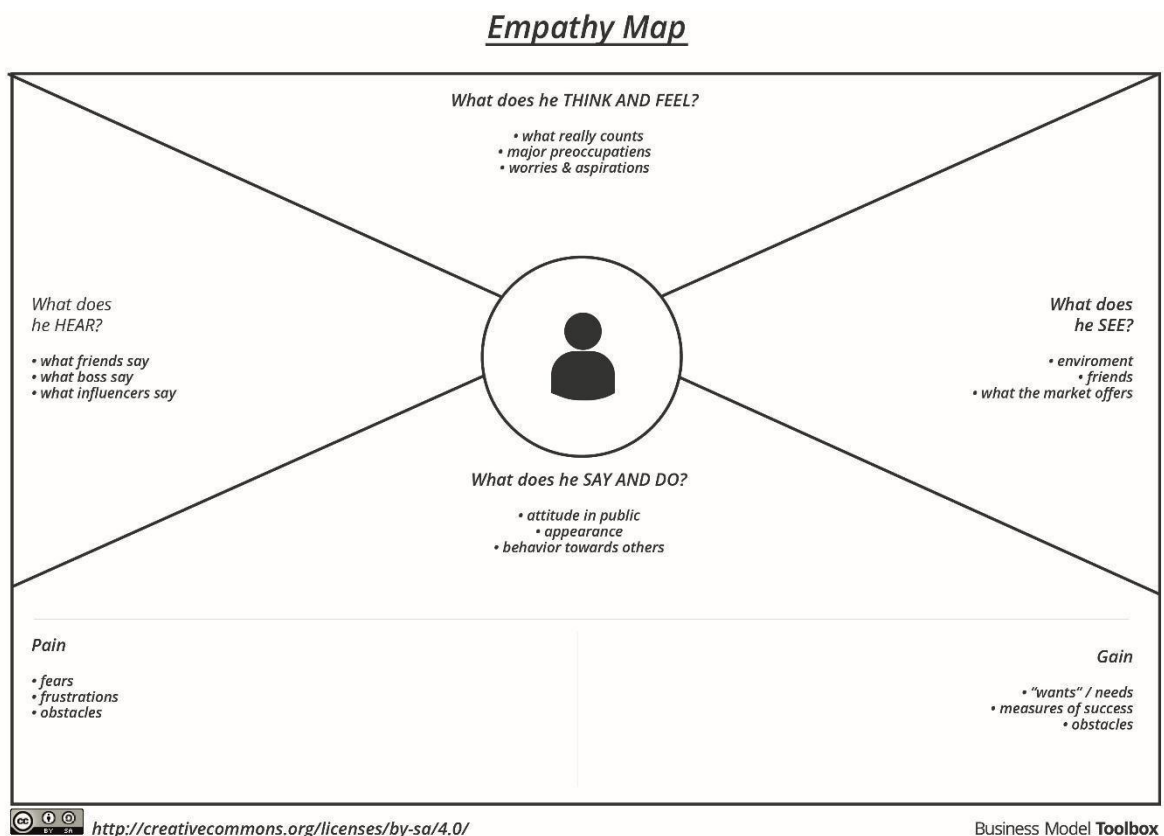 Empathy Map
What does he THINK AND FEEL?
• what really counts
• major preoccupatiens
• worries & aspirations
What does
he HEAR?
• what friends say
• what boss say
• what influencers say
What does
he SEE?
• enviroment
• friends
• what the market offers
What does he SAY AND DO?
• attitude in public
• appearance
• behavior towards others
Pain
• fears
• frustrations
• obstacles
Gain
• “wants” / needs
• measures of success
• obstacles
cc BY SA http://creativecommons.org/licenses/by-sa/4.0/
Business Model Toolbox